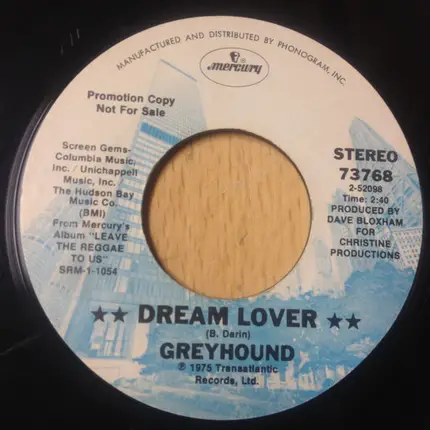 MANUFACTURED AND DISTRIBUTED BY PHONOGRAM, INC.
mercury
Promotion Copy
Not For Sale
Screen Gems-
Columbia Music,
Inc. / Unichappell
Music, Inc.
The Hudson Bay
Music Co.
(BMI)
From Mercury's
Album "LEAVE
THE REGGAE
TO US"
SRM-1-1054
STEREO
73768
2-52098
Time: 2:40
PRODUCED BY
DAVE BLOXHAM
FOR
CHRISTINE
PRODUCTIONS
★★ DREAM LOVER ★★
(B. Darin)
GREYHOUND
℗ 1975 Transatlantic
Records, Ltd.